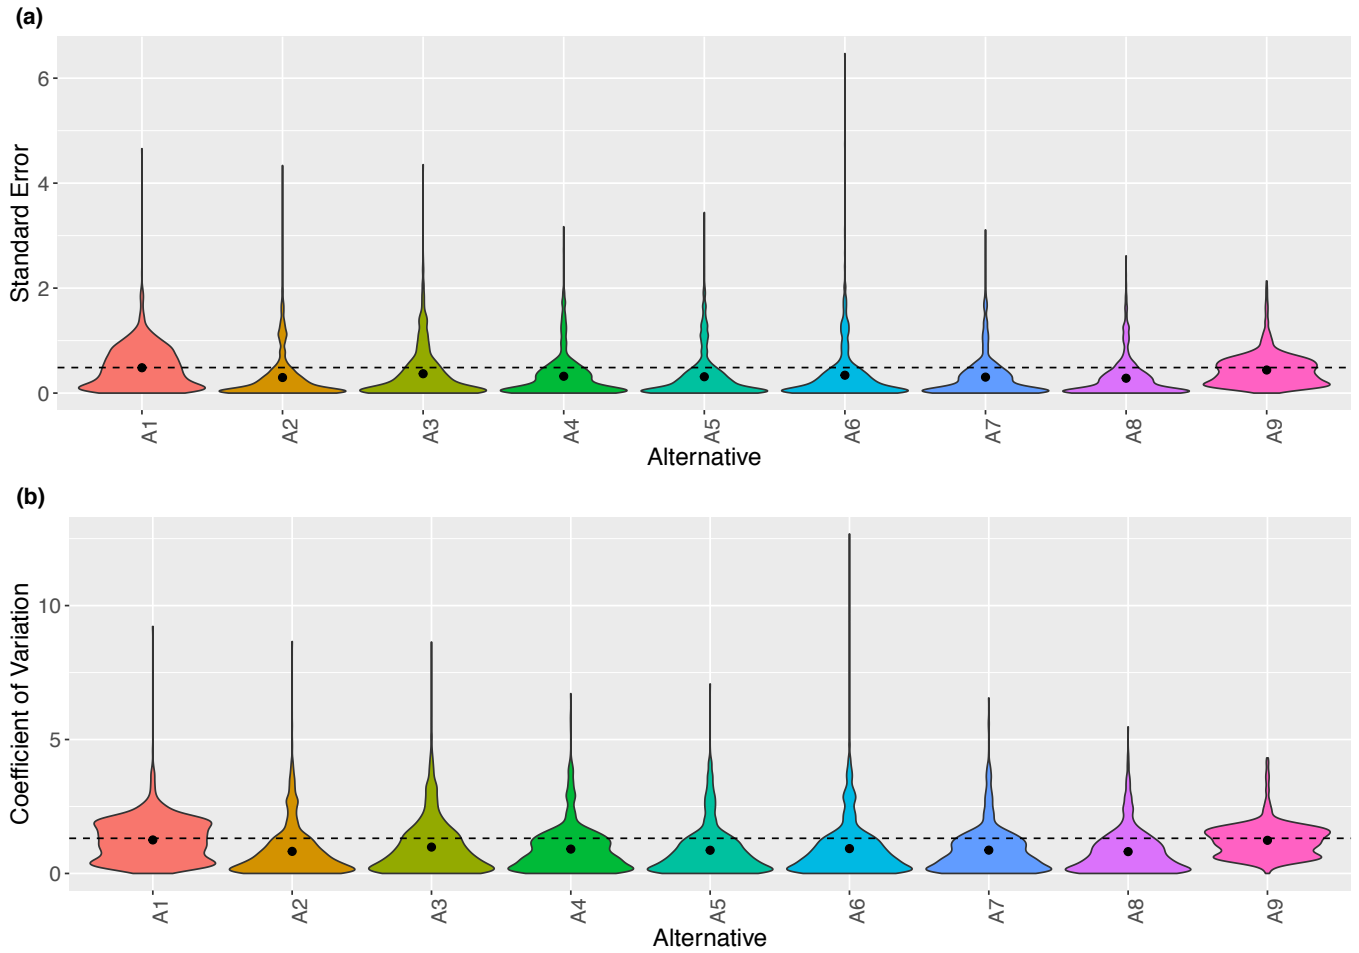 (a)
Standard Error
6
4
2
0
A1 A2 A3 A4 A5 A6 A7 A8 A9
Alternative
(b)
Coefficient of Variation
10
5
0
A1 A2 A3 A4 A5 A6 A7 A8 A9
Alternative